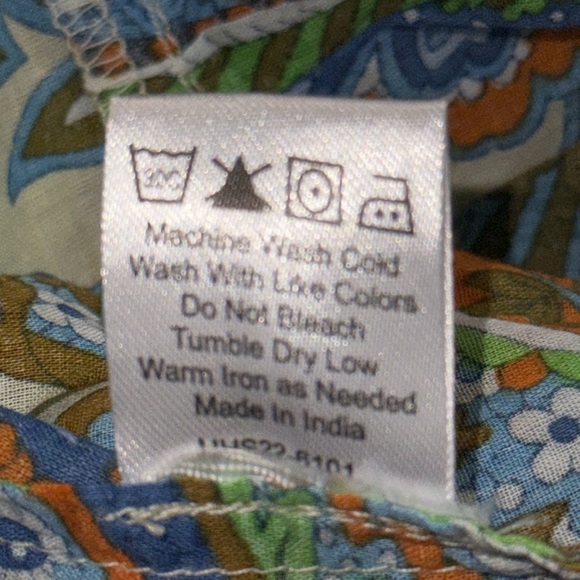 30C
Machine Wash Cold
Wash With Like Colors
Do Not Bleach
Tumble Dry Low
Warm Iron as Needed
Made In India